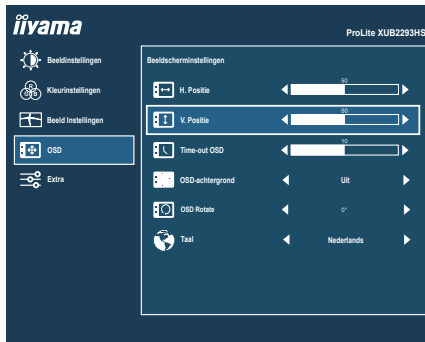 iiyama
ProLite XUB2293HS
Beeldinstellingen
Kleurinstellingen
Beeld Instellingen
OSD
Extra
Beeldscherminstellingen
H. Positie 50
V. Positie 50
Time-out OSD 10
OSD-achtergrond Uit
OSD Rotate 0°
Taal Nederlands